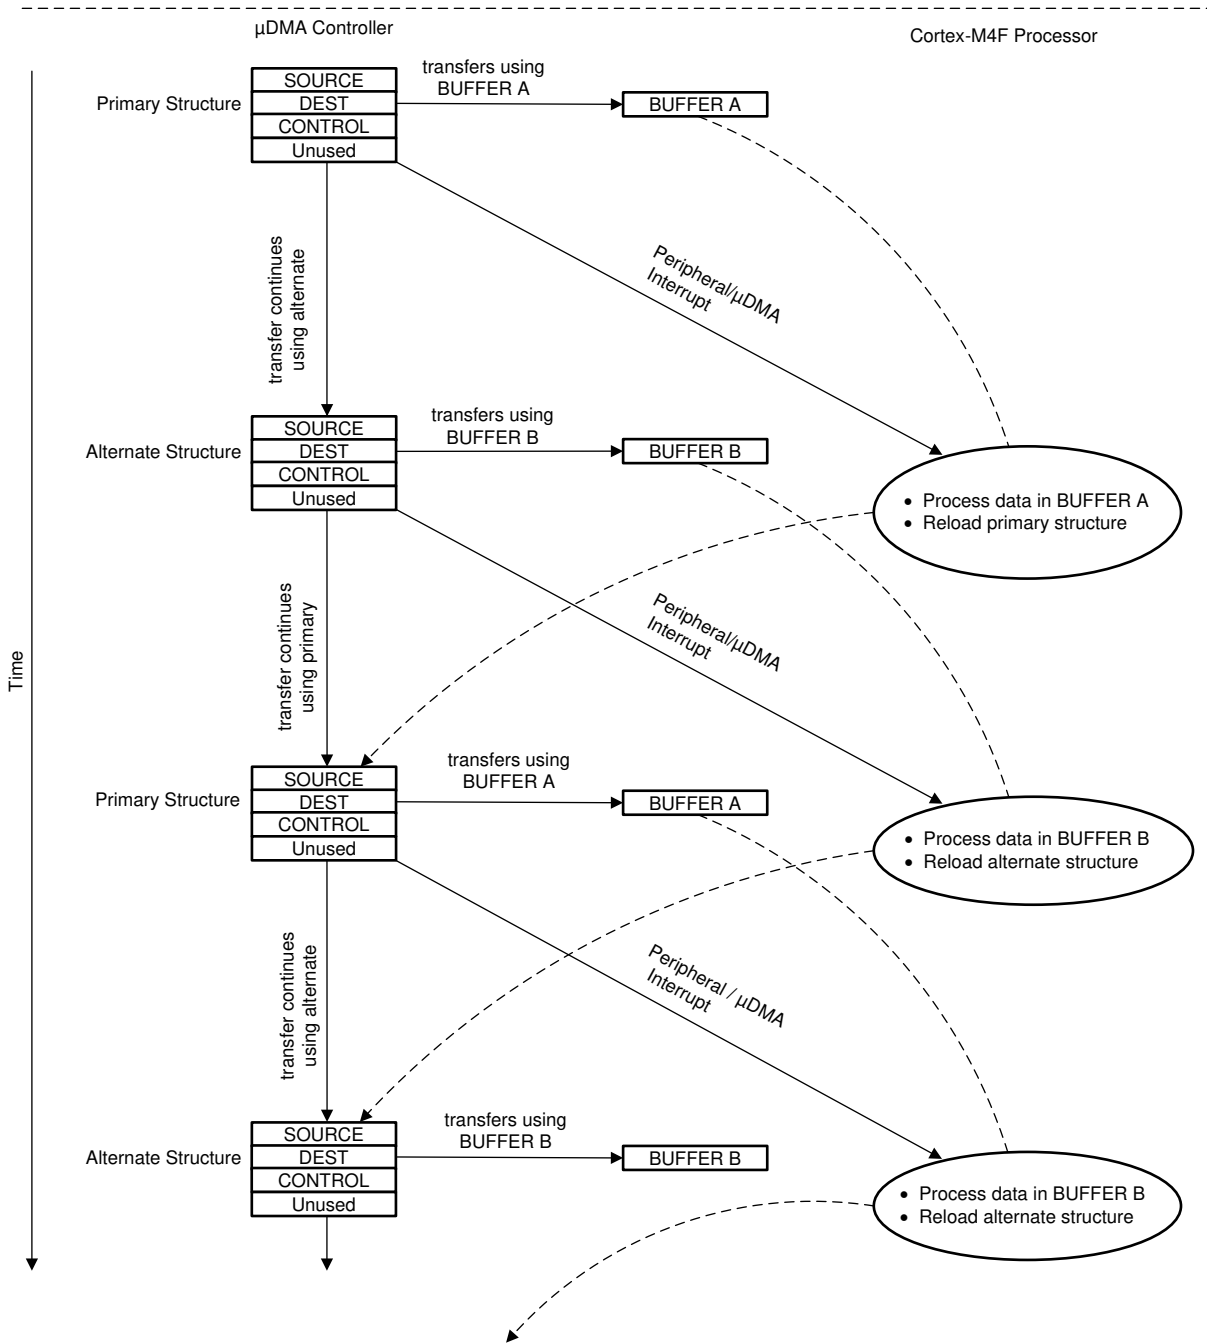 µDMA Controller
Cortex-M4F Processor
transfers using
BUFFER A
SOURCE
Primary Structure
DEST
BUFFER A
CONTROL
Unused
transfer continues
using alternate
Peripheral/µDMA
Interrupt
transfers using
BUFFER B
SOURCE
Alternate Structure
DEST
BUFFER B
CONTROL
Unused
• Process data in BUFFER A
• Reload primary structure
transfer continues
using primary
Peripheral/µDMA
Interrupt
Time
transfers using
BUFFER A
SOURCE
Primary Structure
DEST
BUFFER A
CONTROL
Unused
• Process data in BUFFER B
• Reload alternate structure
transfer continues
using alternate
Peripheral / µDMA
Interrupt
transfers using
BUFFER B
SOURCE
Alternate Structure
DEST
BUFFER B
CONTROL
Unused
• Process data in BUFFER B
• Reload alternate structure